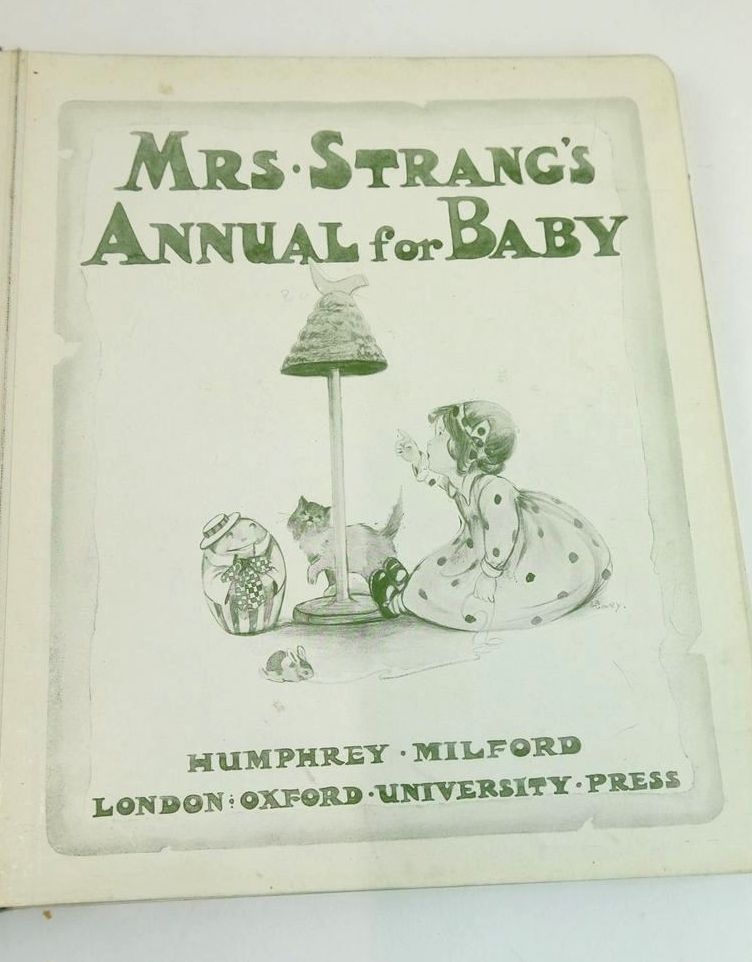 MRS·STRANG'S
ANNUAL for BABY
HUMPHREY · MILFORD
LONDON : OXFORD · UNIVERSITY · PRESS